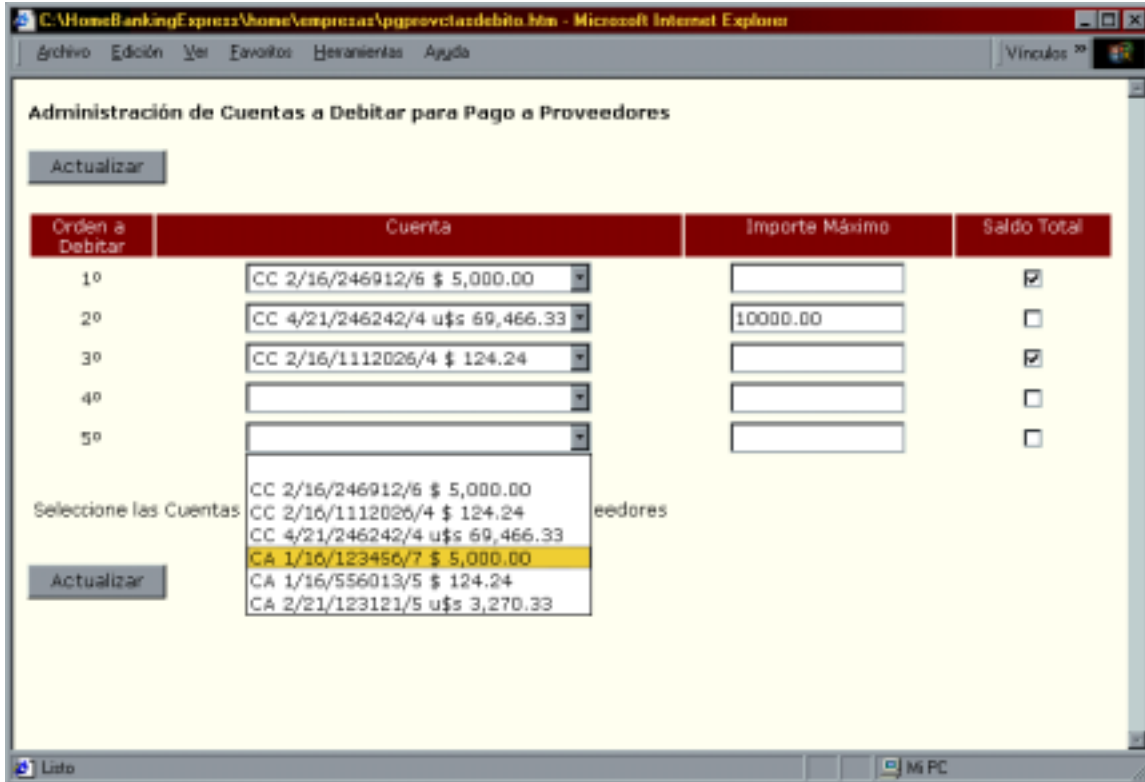 C:\HomeBankingExpress\home\empresas\pgprovctasdebito.htm - Microsoft Internet Explorer
Archivo Edición Ver Favoritos Herramientas Ayuda Vínculos »
Administración de Cuentas a Debitar para Pago a Proveedores
Actualizar
Orden a Debitar Cuenta Importe Máximo Saldo Total
1º CC 2/16/246912/6 $ 5,000.00
2º CC 4/21/246242/4 u$s 69,466.33 10000.00
3º CC 2/16/1112026/4 $ 124.24
4º
5º
CC 2/16/246912/6 $ 5,000.00
Seleccione las Cuentas CC 2/16/1112026/4 $ 124.24 eedores
CC 4/21/246242/4 u$s 69,466.33
CA 1/16/123456/7 $ 5,000.00
Actualizar CA 1/16/556013/5 $ 124.24
CA 2/21/123121/5 u$s 3,270.33
Listo Mi PC